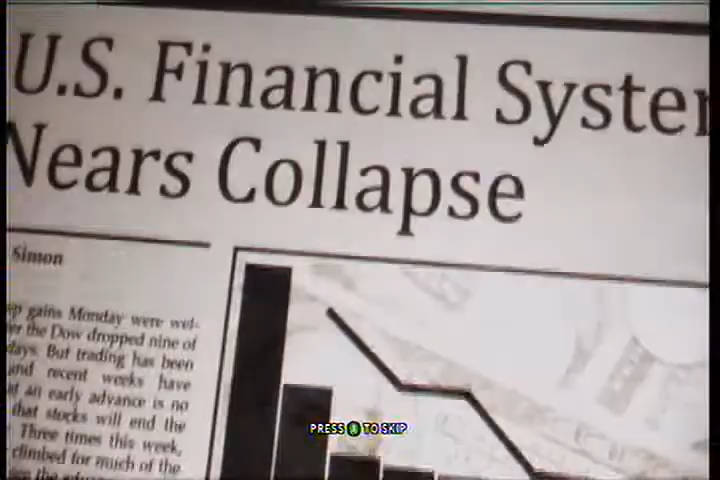 U.S. Financial System
Nears Collapse
Simon
gains Monday were wel-
the Dow dropped nine of
days. But trading has been
and recent weeks have
an early advance is no
that stocks will end the
Three times this week,
climbed for much of the
PRESS A TO SKIP